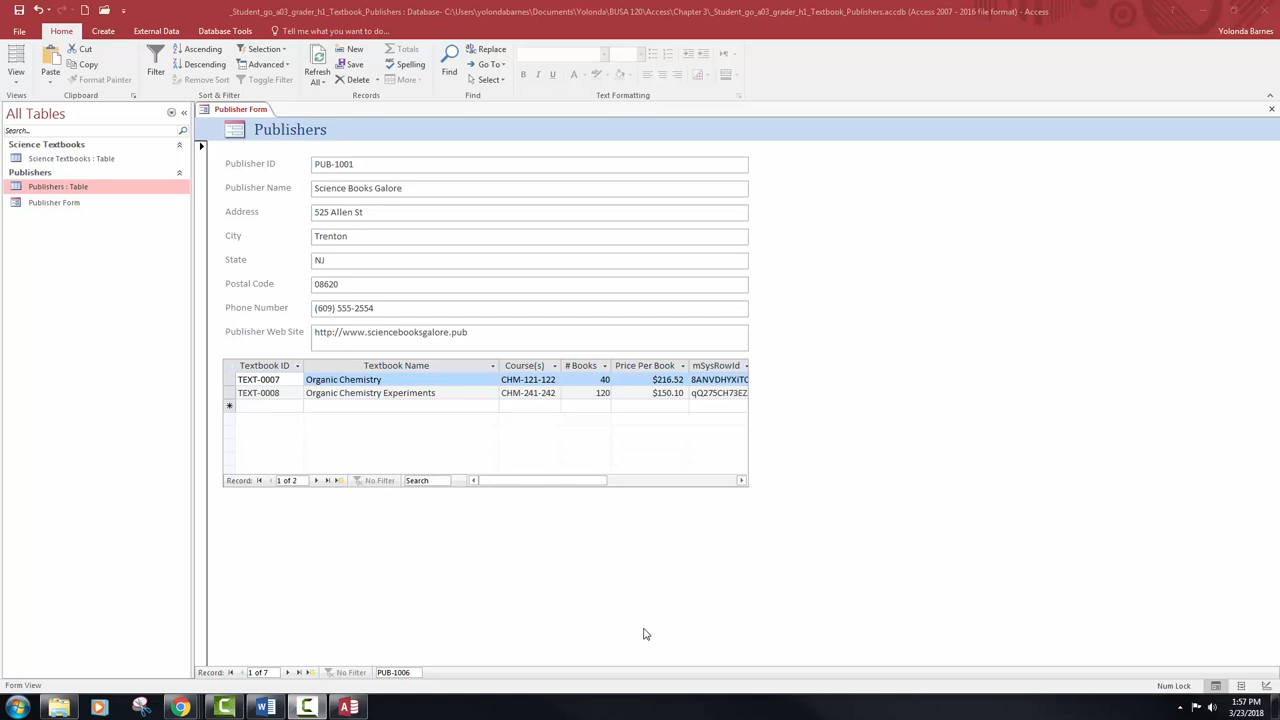 _Student_go_a03_grader_h1_Textbook_Publishers : Database- C:\Users\yolondabarnes\Documents\Yolonda\BUSA 120\Access\Chapter 3\_Student_go_a03_grader_h1_Textbook_Publishers.accdb (Access 2007 - 2016 file format) - Access
File Home Create External Data Database Tools Tell me what you want to do... Yolonda Barnes
Cut Ascending Selection New Totals Replace
Copy Descending Advanced Save Spelling Go To
View Paste Format Painter Filter Remove Sort Toggle Filter Refresh All Delete More Find Select B I U A
Views Clipboard Sort & Filter Records Find Text Formatting
All Tables
Search...
Science Textbooks
Science Textbooks : Table
Publishers
Publishers : Table
Publisher Form
Publisher Form
Publishers
Publisher ID PUB-1001
Publisher Name Science Books Galore
Address 525 Allen St
City Trenton
State NJ
Postal Code 08620
Phone Number (609) 555-2554
Publisher Web Site http://www.sciencebooksgalore.pub
Textbook ID Textbook Name Course(s) # Books Price Per Book mSysRowId
TEXT-0007 Organic Chemistry CHM-121-122 40 $216.52 8ANVDHYXiTC
TEXT-0008 Organic Chemistry Experiments CHM-241-242 120 $150.10 qQ275CH73EZ
Record: 1 of 2 No Filter Search
Record: 1 of 7 No Filter PUB-1006
Form View Num Lock
1:57 PM
3/23/2018